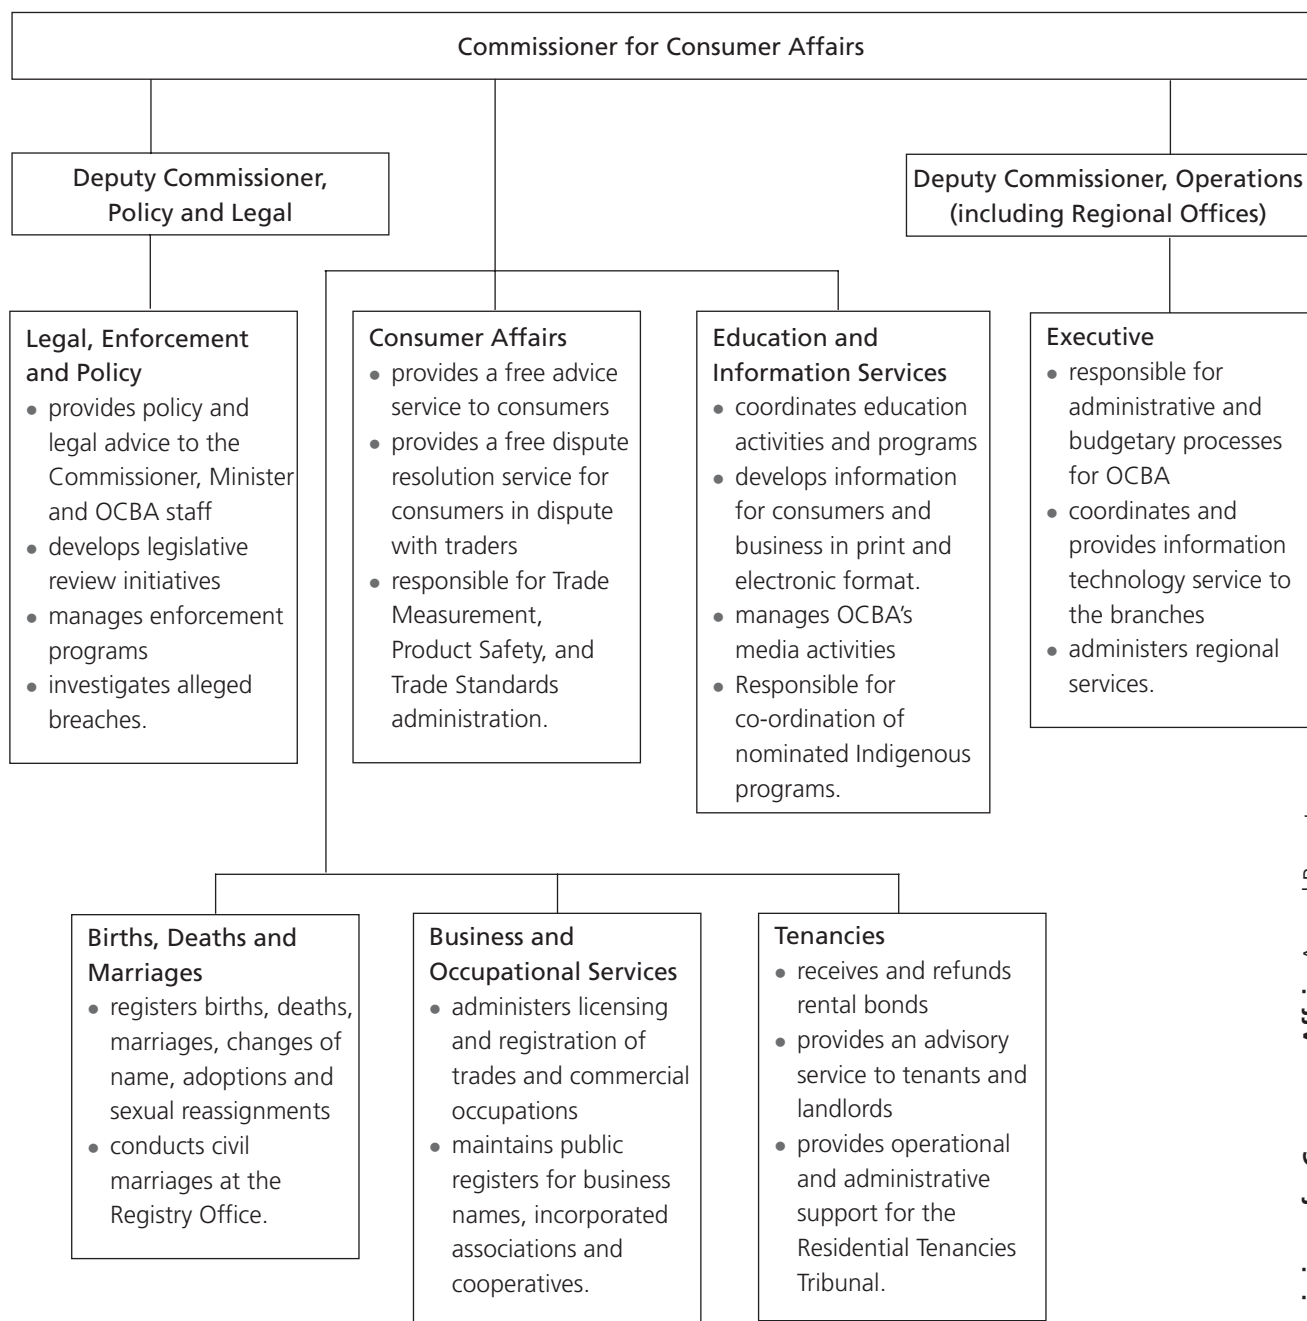 Commissioner for Consumer Affairs
Deputy Commissioner,
Policy and Legal
Deputy Commissioner, Operations
(including Regional Offices)
Legal, Enforcement
and Policy
• provides policy and
legal advice to the
Commissioner, Minister
and OCBA staff
• develops legislative
review initiatives
• manages enforcement
programs
• investigates alleged
breaches.
Consumer Affairs
• provides a free advice
service to consumers
• provides a free dispute
resolution service for
consumers in dispute
with traders
• responsible for Trade
Measurement,
Product Safety, and
Trade Standards
administration.
Education and
Information Services
• coordinates education
activities and programs
• develops information
for consumers and
business in print and
electronic format.
• manages OCBA’s
media activities
• Responsible for
co-ordination of
nominated Indigenous
programs.
Executive
• responsible for
administrative and
budgetary processes
for OCBA
• coordinates and
provides information
technology service to
the branches
• administers regional
services.
Births, Deaths and
Marriages
• registers births, deaths,
marriages, changes of
name, adoptions and
sexual reassignments
• conducts civil
marriages at the
Registry Office.
Business and
Occupational Services
• administers licensing
and registration of
trades and commercial
occupations
• maintains public
registers for business
names, incorporated
associations and
cooperatives.
Tenancies
• receives and refunds
rental bonds
• provides an advisory
service to tenants and
landlords
• provides operational
and administrative
support for the
Residential Tenancies
Tribunal.